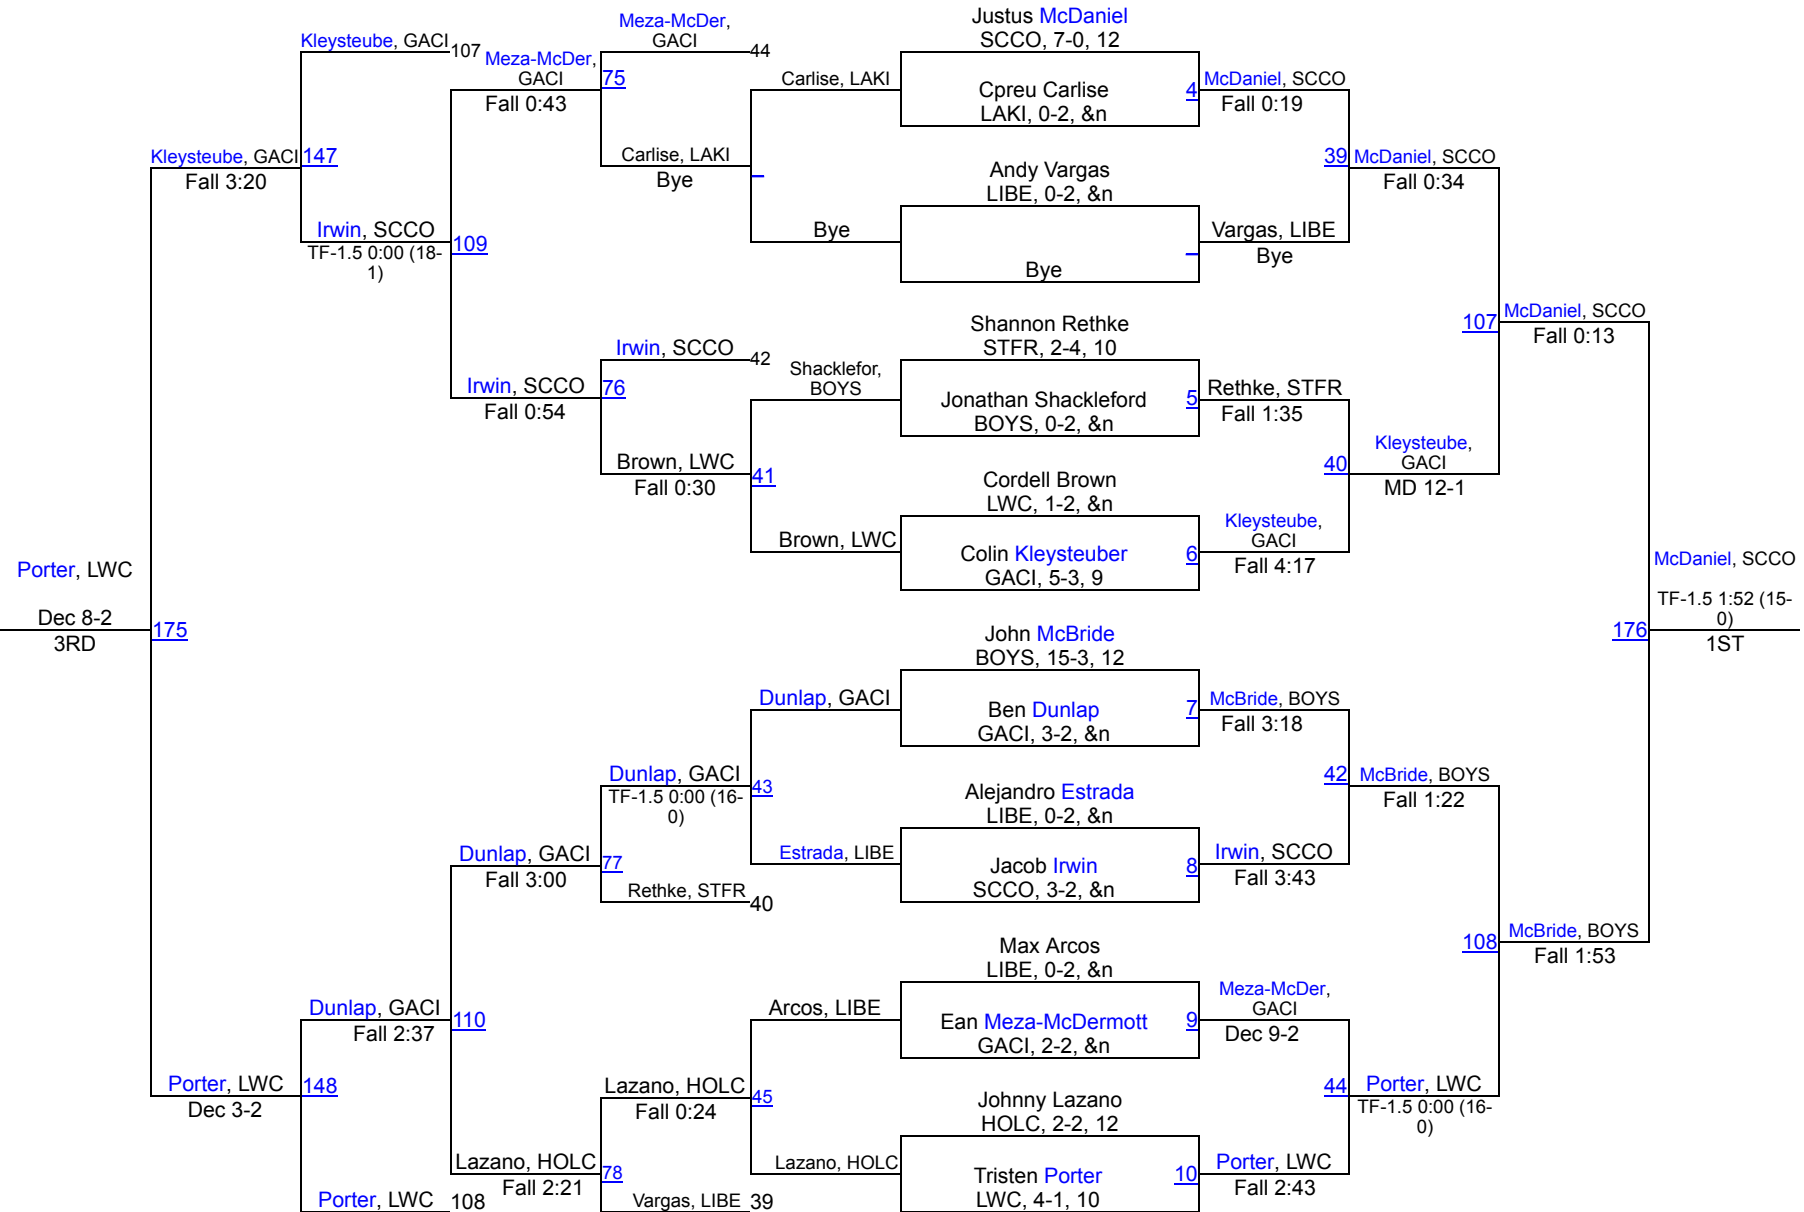 Kleysteube, GACI
107
Kleysteube, GACI
Fall 3:20
147
Irwin, SCCO
TF-1.5 0:00 (18-
1)
Meza-McDer,
GACI
Fall 0:43
109
Irwin, SCCO
Fall 0:54
Meza-McDer,
GACI
44
75
Carlise, LAKI
Bye
Irwin, SCCO
42
76
Brown, LWC
Fall 0:30
Carlise, LAKI
–
Bye
Shacklefor,
BOYS
41
Brown, LWC
Justus McDaniel
SCCO, 7-0, 12
Cpreu Carlise
LAKI, 0-2, &n
4
Andy Vargas
LIBE, 0-2, &n
Bye
–
Shannon Rethke
STFR, 2-4, 10
Jonathan Shackleford
BOYS, 0-2, &n
5
Cordell Brown
LWC, 1-2, &n
Colin Kleysteuber
GACI, 5-3, 9
6
McDaniel, SCCO
Fall 0:19
39
Vargas, LIBE
Bye
Rethke, STFR
Fall 1:35
40
Kleysteube,
GACI
Fall 4:17
McDaniel, SCCO
Fall 0:34
107
Kleysteube,
GACI
MD 12-1
McDaniel, SCCO
Fall 0:13
Porter, LWC
Dec 8-2
3RD
175
McDaniel, SCCO
TF-1.5 1:52 (15-
0)
176
1ST
John McBride
BOYS, 15-3, 12
Ben Dunlap
GACI, 3-2, &n
7
Alejandro Estrada
LIBE, 0-2, &n
Jacob Irwin
SCCO, 3-2, &n
8
Max Arcos
LIBE, 0-2, &n
Ean Meza-McDermott
GACI, 2-2, &n
9
Johnny Lazano
HOLC, 2-2, 12
Tristen Porter
LWC, 4-1, 10
10
Dunlap, GACI
43
Estrada, LIBE
Arcos, LIBE
45
Lazano, HOLC
Dunlap, GACI
TF-1.5 0:00 (16-
0)
77
Rethke, STFR
40
Lazano, HOLC
Fall 0:24
78
Vargas, LIBE
39
Dunlap, GACI
Fall 3:00
110
Lazano, HOLC
Fall 2:21
Dunlap, GACI
Fall 2:37
148
Porter, LWC
108
Porter, LWC
Dec 3-2
McBride, BOYS
Fall 3:18
42
Irwin, SCCO
Fall 3:43
Meza-McDer,
GACI
Dec 9-2
44
Porter, LWC
Fall 2:43
McBride, BOYS
Fall 1:22
108
Porter, LWC
TF-1.5 0:00 (16-
0)
McBride, BOYS
Fall 1:53